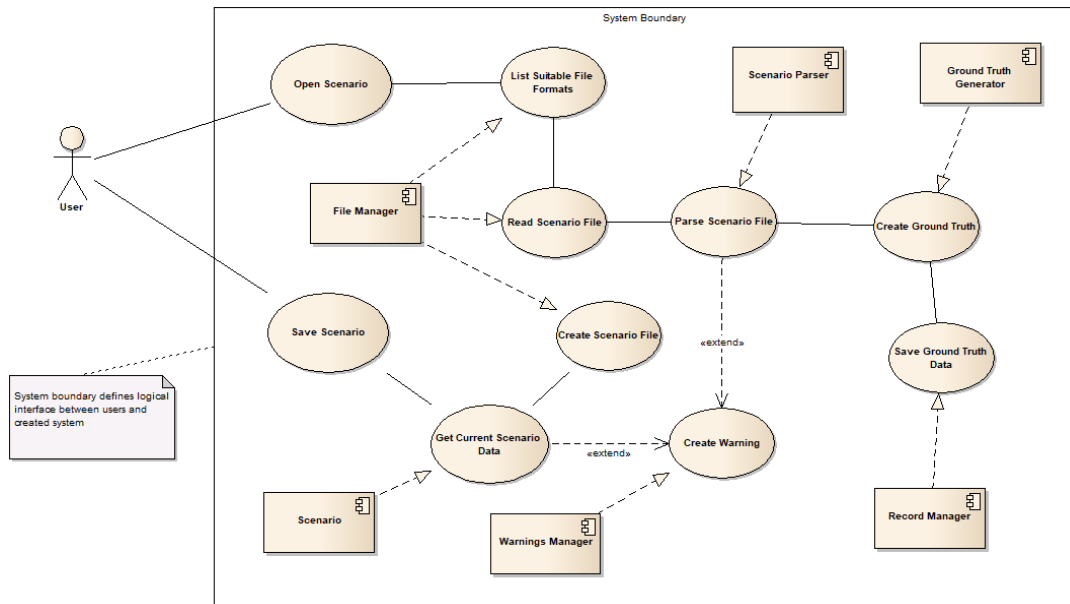 System Boundary
Open Scenario
List Suitable File
Formats
Scenario Parser
Ground Truth
Generator
User
File Manager
Read Scenario File
Parse Scenario File
Create Ground Truth
Save Scenario
Create Scenario File
«extend»
Save Ground Truth
Data
System boundary defines logical
interface between users and
created system
Get Current Scenario
Data
«extend»
Create Warning
Scenario
Warnings Manager
Record Manager